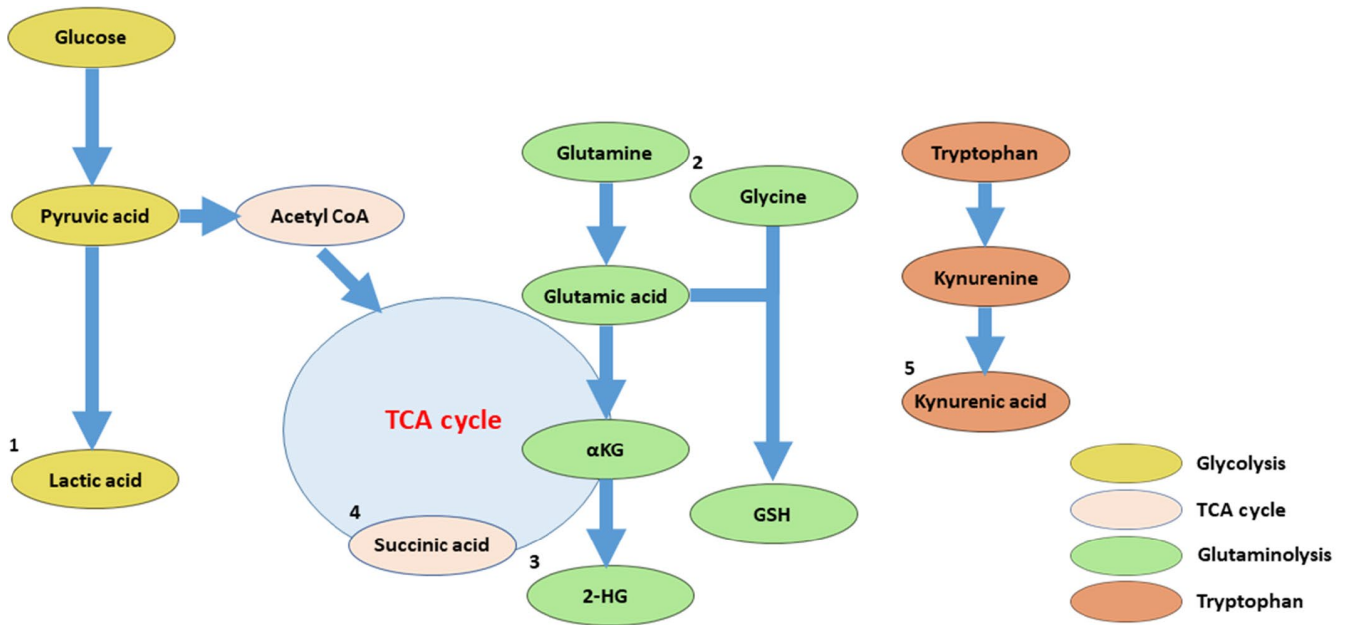 Glucose
Glutamine
2
Tryptophan
Glycine
Pyruvic acid
Acetyl CoA
Glutamic acid
Kynurenine
5
Kynurenic acid
TCA cycle
1
Lactic acid
αKG
4
Succinic acid
3
2-HG
GSH
Glycolysis
TCA cycle
Glutaminolysis
Tryptophan